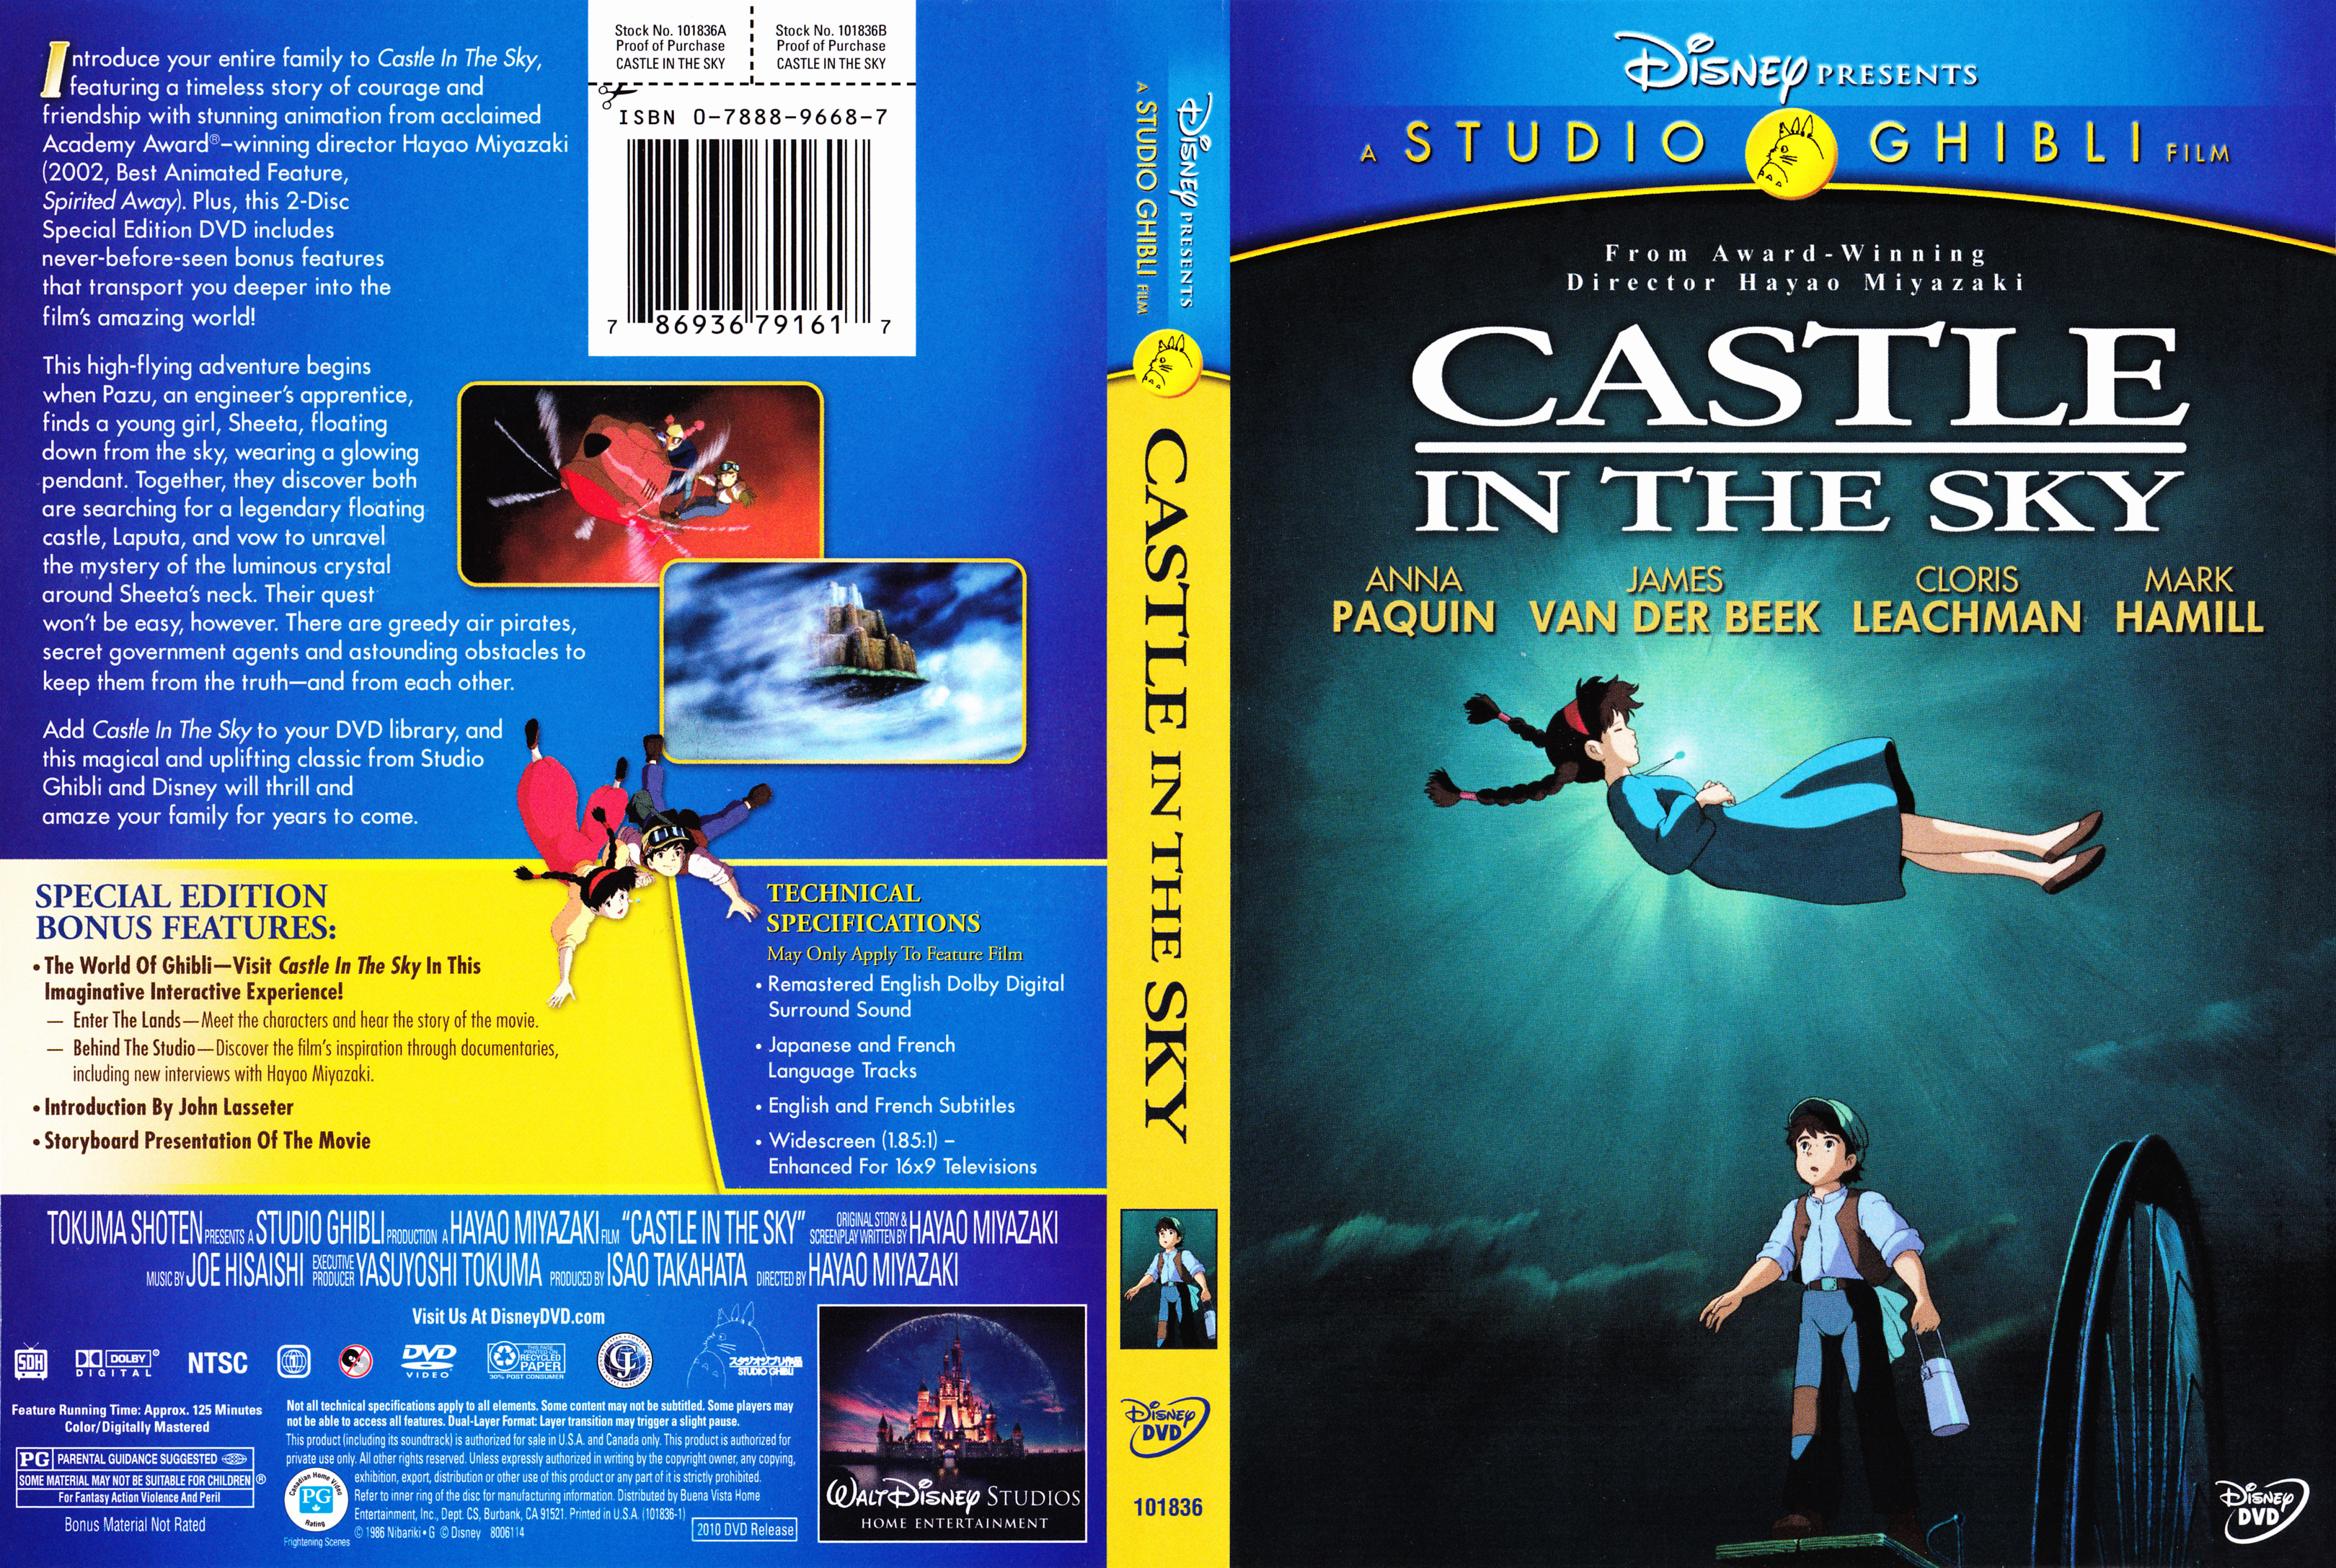 Introduce your entire family to Castle In The Sky,
featuring a timeless story of courage and
friendship with stunning animation from acclaimed
Academy Award®–winning director Hayao Miyazaki
(2002, Best Animated Feature,
Spirited Away). Plus, this 2-Disc
Special Edition DVD includes
never-before-seen bonus features
that transport you deeper into the
film's amazing world!
This high-flying adventure begins
when Pazu, an engineer's apprentice,
finds a young girl, Sheeta, floating
down from the sky, wearing a glowing
pendant. Together, they discover both
are searching for a legendary floating
castle, Laputa, and vow to unravel
the mystery of the luminous crystal
around Sheeta's neck. Their quest
won't be easy, however. There are greedy air pirates,
secret government agents and astounding obstacles to
keep them from the truth—and from each other.
Add Castle In The Sky to your DVD library, and
this magical and uplifting classic from Studio
Ghibli and Disney will thrill and
amaze your family for years to come.
Stock No. 101836A
Proof of Purchase
CASTLE IN THE SKY
Stock No. 101836B
Proof of Purchase
CASTLE IN THE SKY
ISBN 0-7888-9668-7
7 86936 79161 7
SPECIAL EDITION
BONUS FEATURES:
• The World Of Ghibli—Visit Castle In The Sky In This
Imaginative Interactive Experience!
— Enter The Lands—Meet the characters and hear the story of the movie.
— Behind The Studio—Discover the film's inspiration through documentaries,
including new interviews with Hayao Miyazaki.
• Introduction By John Lasseter
• Storyboard Presentation Of The Movie
TECHNICAL
SPECIFICATIONS
May Only Apply To Feature Film
• Remastered English Dolby Digital
Surround Sound
• Japanese and French
Language Tracks
• English and French Subtitles
• Widescreen (1.85:1) –
Enhanced For 16x9 Televisions
TOKUMA SHOTEN PRESENTS A STUDIO GHIBLI PRODUCTION A HAYAO MIYAZAKI FILM "CASTLE IN THE SKY" ORIGINAL STORY & SCREENPLAY WRITTEN BY HAYAO MIYAZAKI
MUSIC BY JOE HISAISHI EXECUTIVE PRODUCER YASUYOSHI TOKUMA PRODUCED BY ISAO TAKAHATA DIRECTED BY HAYAO MIYAZAKI
Visit Us At DisneyDVD.com
SDH
DOLBY®
DIGITAL
NTSC
DVD
VIDEO
THIS PAGE
PRINTED ON
RECYCLED
PAPER
30% POST CONSUMER
スタジオジブリ作品
STUDIO GHIBLI
Feature Running Time: Approx. 125 Minutes
Color/Digitally Mastered
PG PARENTAL GUIDANCE SUGGESTED
SOME MATERIAL MAY NOT BE SUITABLE FOR CHILDREN ®
For Fantasy Action Violence And Peril
Bonus Material Not Rated
Not all technical specifications apply to all elements. Some content may not be subtitled. Some players may
not be able to access all features. Dual-Layer Format: Layer transition may trigger a slight pause.
This product (including its soundtrack) is authorized for sale in U.S.A. and Canada only. This product is authorized for
private use only. All other rights reserved. Unless expressly authorized in writing by the copyright owner, any copying,
exhibition, export, distribution or other use of this product or any part of it is strictly prohibited.
Refer to inner ring of the disc for manufacturing information. Distributed by Buena Vista Home
Entertainment, Inc., Dept. CS, Burbank, CA 91521. Printed in U.S.A. (101836-1)
© 1986 Nibariki • G © Disney 8006114
2010 DVD Release
Canadian Home Video
PG
Rating
Frightening Scenes
WALT DISNEY STUDIOS
HOME ENTERTAINMENT
DISNEY PRESENTS
A STUDIO GHIBLI FILM
CASTLE IN THE SKY
DISNEY
DVD
101836
DISNEY PRESENTS
A STUDIO GHIBLI FILM
From Award-Winning
Director Hayao Miyazaki
CASTLE
IN THE SKY
ANNA PAQUIN
JAMES VAN DER BEEK
CLORIS LEACHMAN
MARK HAMILL
DISNEY
DVD